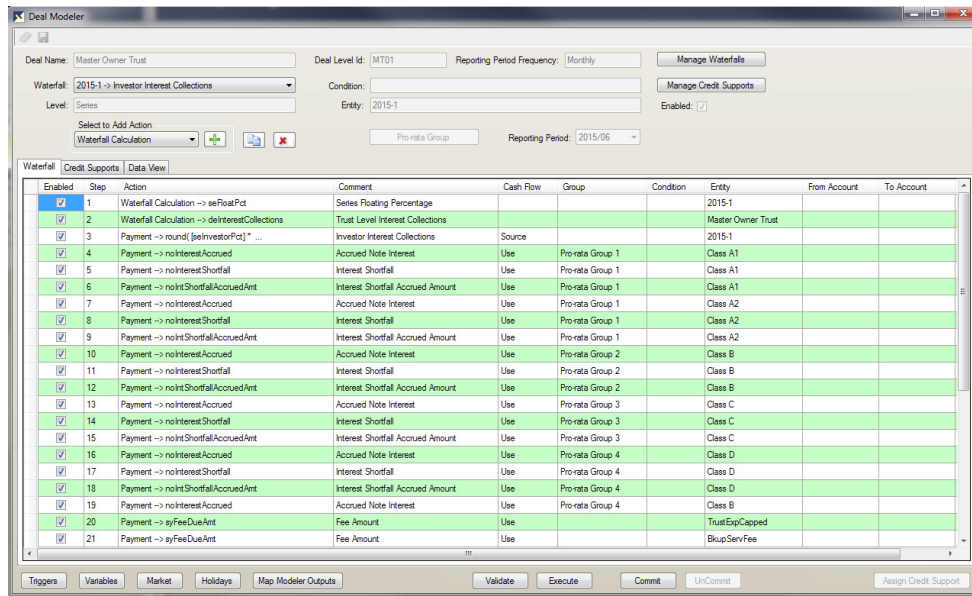 Deal Modeler
Deal Name: Master Owner Trust Deal Level Id: MT01 Reporting Period Frequency: Monthly Manage Waterfalls
Waterfall: 2015-1 -> Investor Interest Collections Condition: Manage Credit Supports
Level: Series Entity: 2015-1 Enabled:
Select to Add Action
Waterfall Calculation Pro-rata Group Reporting Period: 2015/06
Waterfall Credit Supports Data View
Enabled Step Action Comment Cash Flow Group Condition Entity From Account To Account
1 Waterfall Calculation --> seFloatPct Series Floating Percentage 2015-1
2 Waterfall Calculation --> deInterestCollections Trust Level Interest Collections Master Owner Trust
3 Payment --> round( [seInvestorPct] * ... Investor Interest Collections Source 2015-1
4 Payment --> noInterestAccrued Accrued Note Interest Use Pro-rata Group 1 Class A1
5 Payment --> noInterestShortfall Interest Shortfall Use Pro-rata Group 1 Class A1
6 Payment --> noIntShortfallAccruedAmt Interest Shortfall Accrued Amount Use Pro-rata Group 1 Class A1
7 Payment --> noInterestAccrued Accrued Note Interest Use Pro-rata Group 1 Class A2
8 Payment --> noInterestShortfall Interest Shortfall Use Pro-rata Group 1 Class A2
9 Payment --> noIntShortfallAccruedAmt Interest Shortfall Accrued Amount Use Pro-rata Group 1 Class A2
10 Payment --> noInterestAccrued Accrued Note Interest Use Pro-rata Group 2 Class B
11 Payment --> noInterestShortfall Interest Shortfall Use Pro-rata Group 2 Class B
12 Payment --> noIntShortfallAccruedAmt Interest Shortfall Accrued Amount Use Pro-rata Group 2 Class B
13 Payment --> noInterestAccrued Accrued Note Interest Use Pro-rata Group 3 Class C
14 Payment --> noInterestShortfall Interest Shortfall Use Pro-rata Group 3 Class C
15 Payment --> noIntShortfallAccruedAmt Interest Shortfall Accrued Amount Use Pro-rata Group 3 Class C
16 Payment --> noInterestAccrued Accrued Note Interest Use Pro-rata Group 4 Class D
17 Payment --> noInterestShortfall Interest Shortfall Use Pro-rata Group 4 Class D
18 Payment --> noIntShortfallAccruedAmt Interest Shortfall Accrued Amount Use Pro-rata Group 4 Class D
19 Payment --> noInterestAccrued Accrued Note Interest Use Pro-rata Group 4 Class B
20 Payment --> syFeeDueAmt Fee Amount Use TrustExpCapped
21 Payment --> syFeeDueAmt Fee Amount Use BkupServFee
Triggers Variables Market Holidays Map Modeler Outputs Validate Execute Commit UnCommit Assign Credit Support